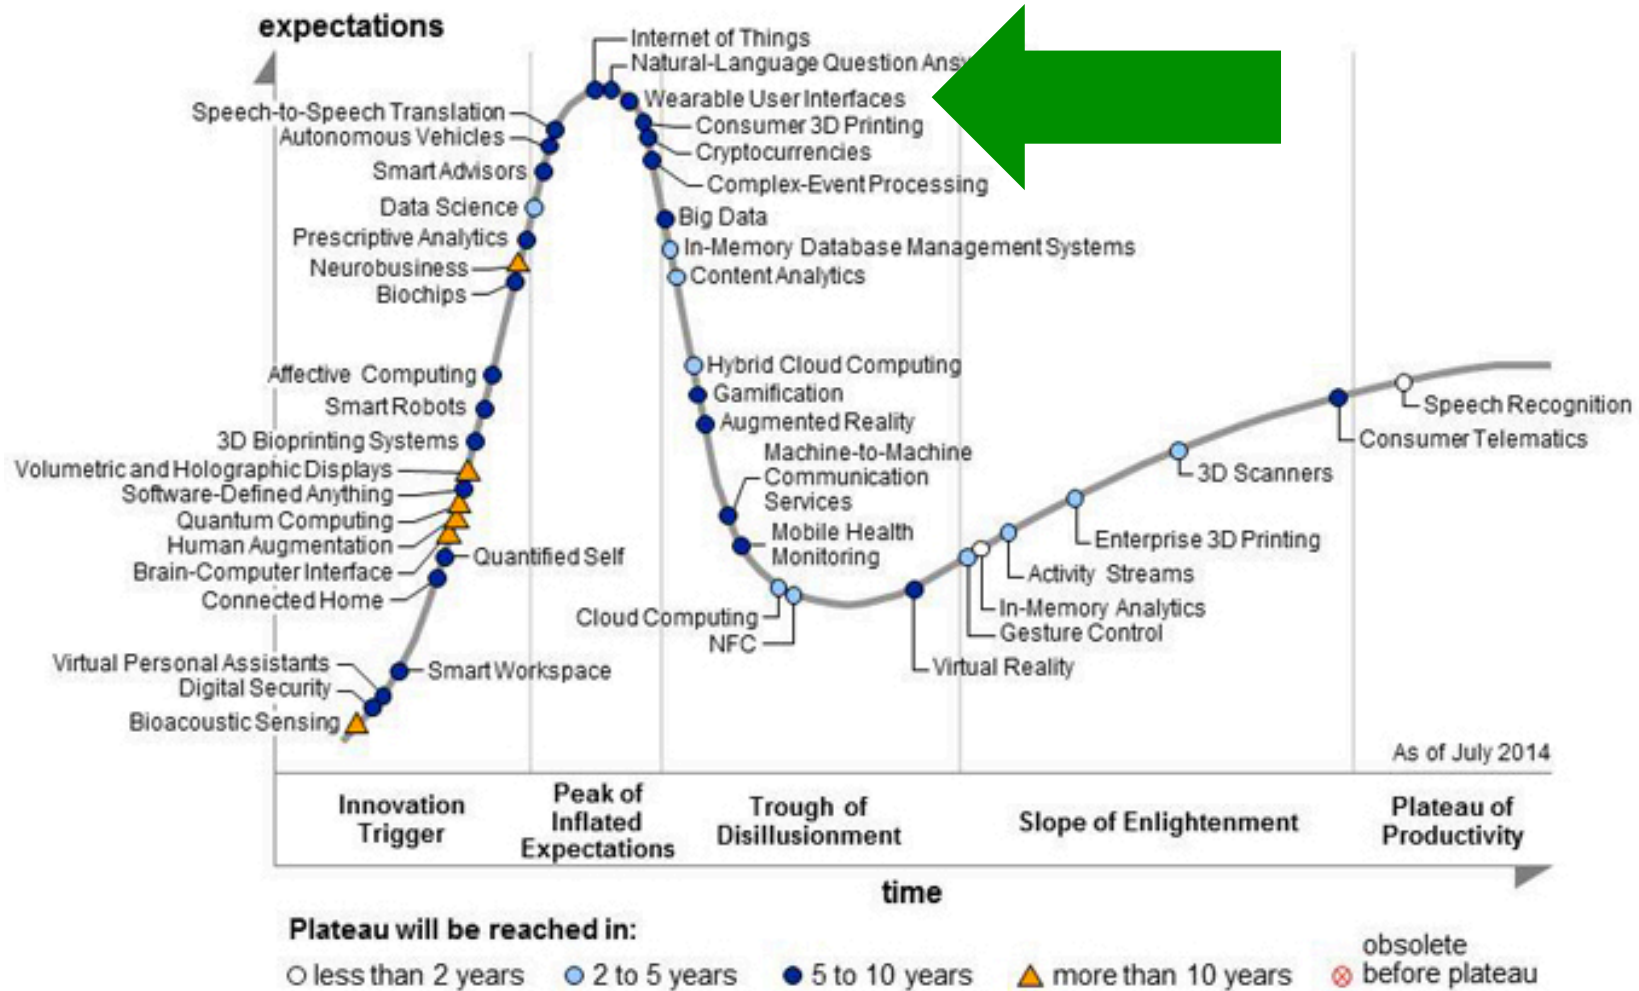 expectations
Internet of Things
Natural-Language Question
Wearable User Interfaces
Speech-to-Speech Translation
Consumer 3D Printing
Autonomous Vehicles
Cryptocurrencies
Smart Advisors
Complex-Event Processing
Data Science
Big Data
Prescriptive Analytics
In-Memory Database Management Systems
Neurobusiness
Content Analytics
Biochips
Hybrid Cloud Computing
Affective Computing
Gamification
Smart Robots
Augmented Reality
3D Bioprinting Systems
Machine-to-Machine
Communication
Services
Volumetric and Holographic Displays
Software-Defined Anything
Quantum Computing
Human Augmentation
Brain-Computer Interface
Connected Home
Quantified Self
Mobile Health
Monitoring
Cloud Computing
NFC
Virtual Personal Assistants
Digital Security
Bioacoustic Sensing
Smart Workspace
Virtual Reality
Gesture Control
In-Memory Analytics
Activity Streams
Enterprise 3D Printing
3D Scanners
Consumer Telematics
Speech Recognition
As of July 2014
Innovation
Trigger
Peak of
Inflated
Expectations
Trough of
Disillusionment
Slope of Enlightenment
Plateau of
Productivity
time
Plateau will be reached in:
less than 2 years
2 to 5 years
5 to 10 years
more than 10 years
obsolete
before plateau